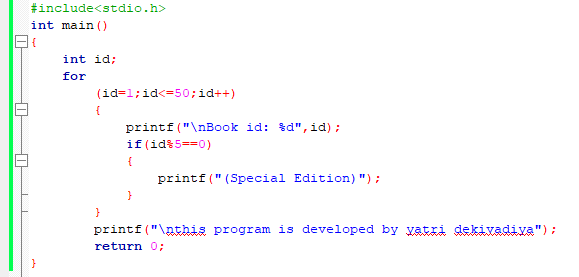 #include<stdio.h>
int main()
{
int id;
for
(id=1;id<=50;id++)
{
printf("\nBook id: %d",id);
if(id%5==0)
{
printf("(Special Edition)");
}
}
printf("\nthis program is developed by yatri dekivadiya");
return 0;
}